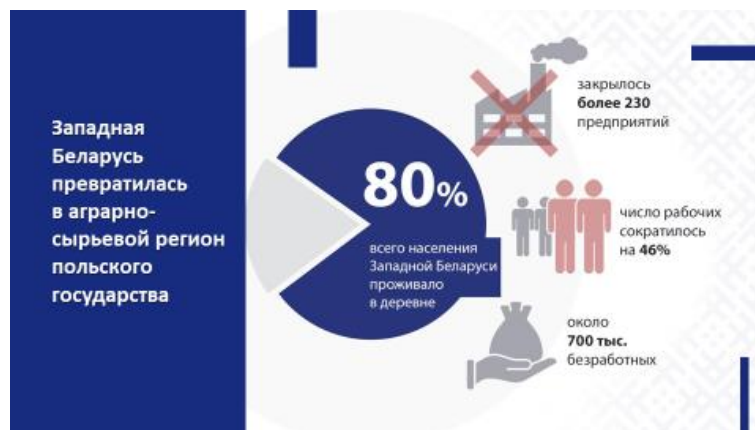 Западная
Беларусь
превратилась
в аграрно-
сырьевой регион
польского
государства
80%
всего населения
Западной Беларуси
проживало
в деревне
закрылось
более 230
предприятий
число рабочих
сократилось
на 46%
около
700 тыс.
безработных